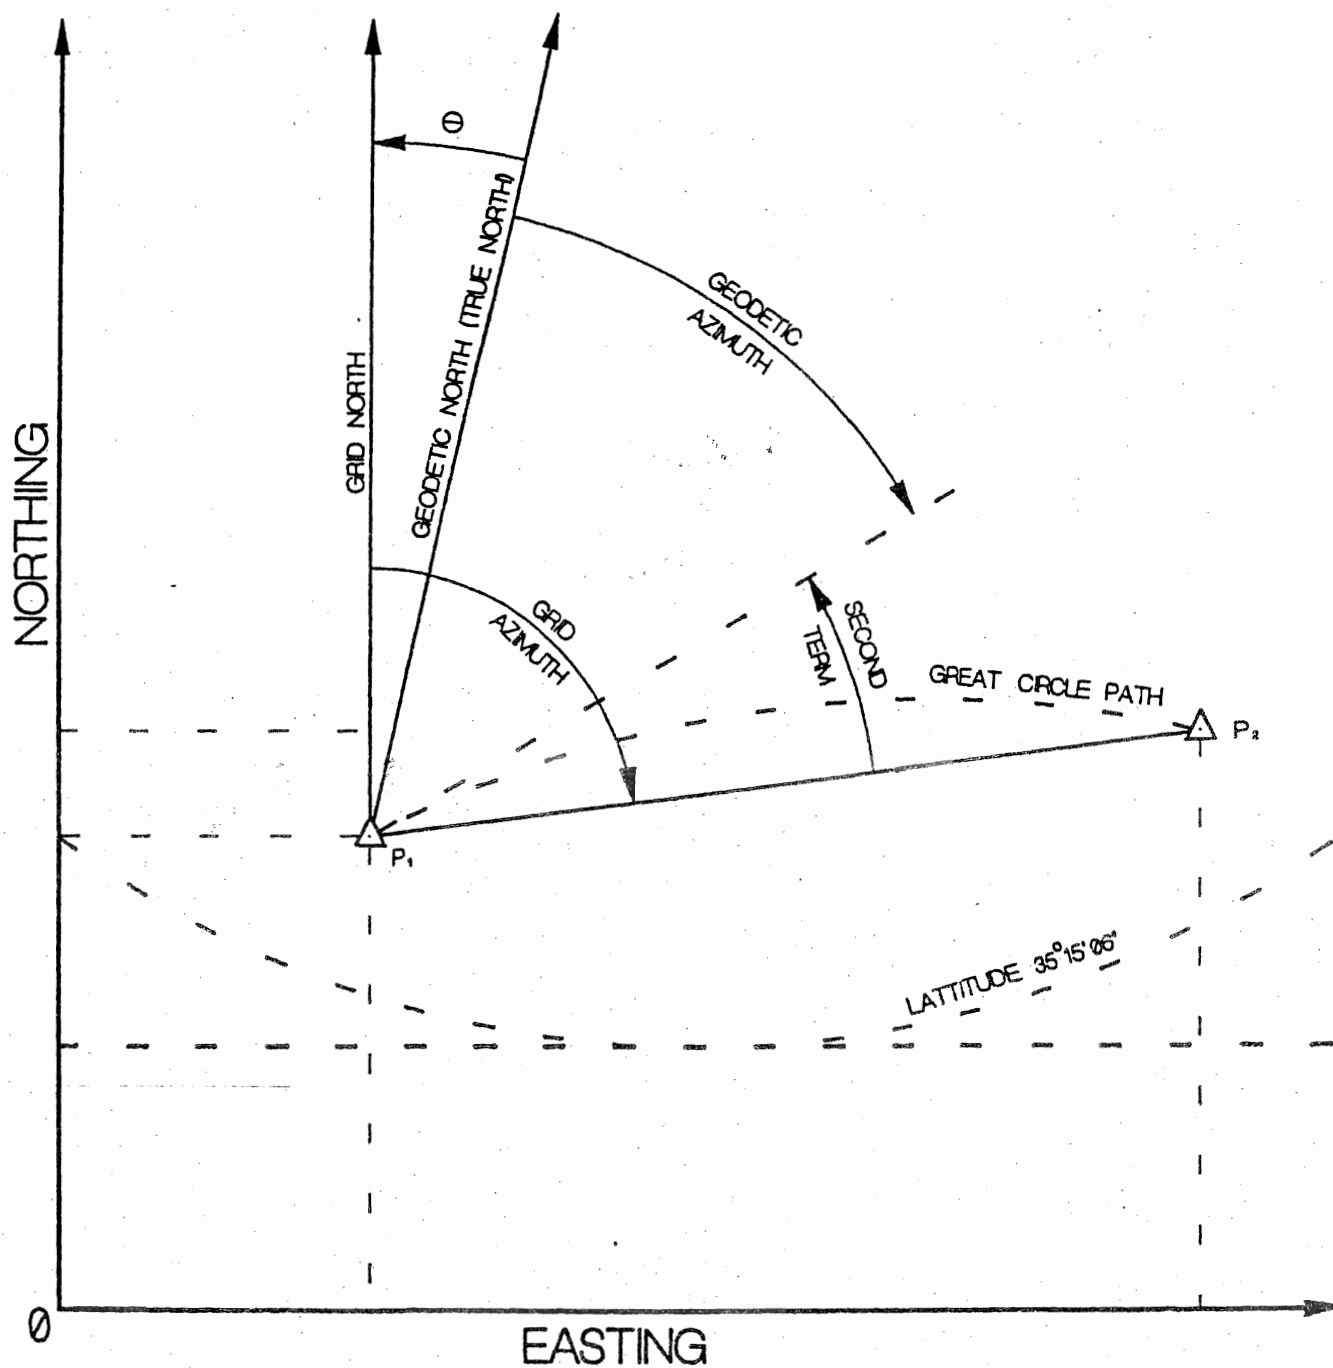 Θ
GEODETIC NORTH (TRUE NORTH)
GRID NORTH
GEODETIC
AZIMUTH
NORTHING
GRID
AZIMUTH
SECOND
TERM
GREAT CIRCLE PATH
P₂
P₁
LATTITUDE 35°15'06"
0
EASTING